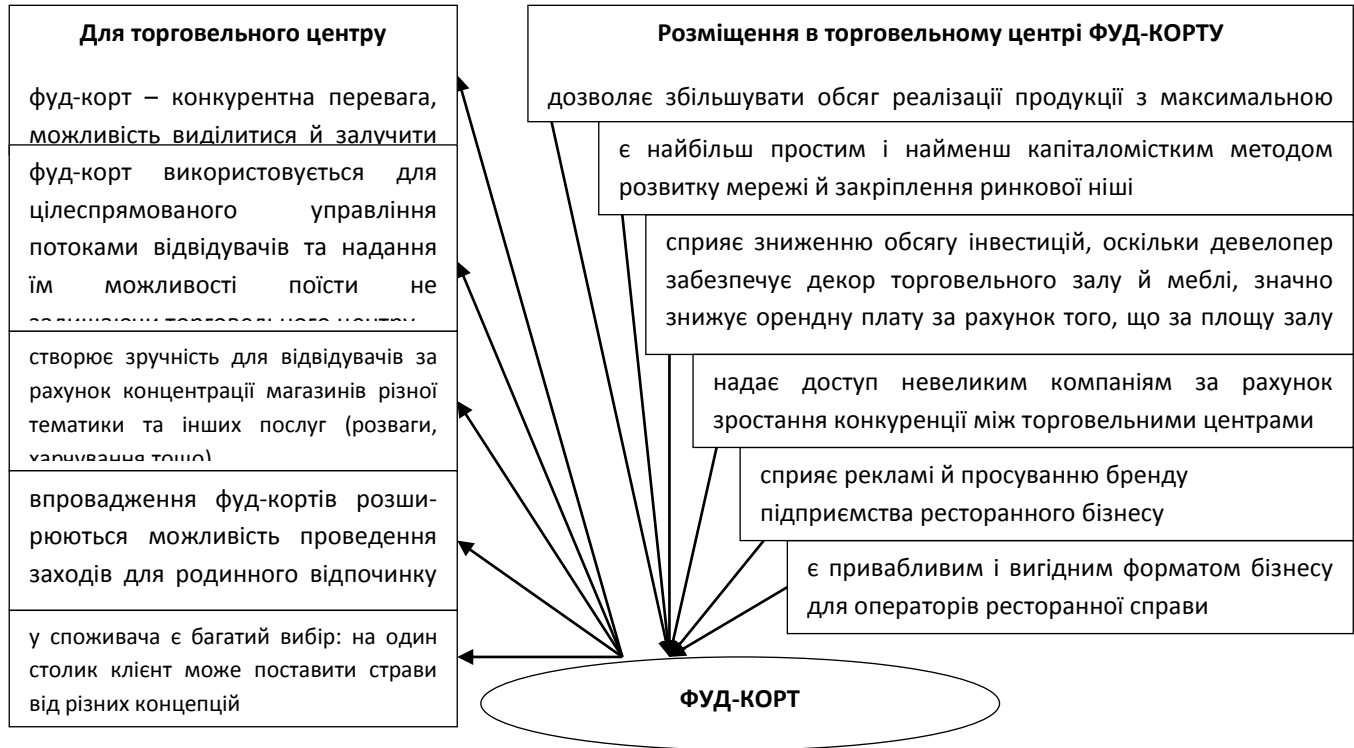 Для торговельного центру
фуд-корт – конкурентна перевага,
можливість виділитися й залучити
фуд-корт використовується для
цілеспрямованого управління
потоками відвідувачів та надання
їм можливості поїсти не
залишаючи торговельного центру
створює зручність для відвідувачів за
рахунок концентрації магазинів різної
тематики та інших послуг (розваги,
харчування тощо)
впровадження фуд-кортів розши-
рюються можливість проведення
заходів для родинного відпочинку
у споживача є багатий вибір: на один
столик клієнт може поставити страви
від різних концепцій
Розміщення в торговельному центрі ФУД-КОРТУ
дозволяє збільшувати обсяг реалізації продукції з максимальною
є найбільш простим і найменш капіталомістким методом
розвитку мережі й закріплення ринкової ніші
сприяє зниженню обсягу інвестицій, оскільки девелопер
забезпечує декор торговельного залу й меблі, значно
знижує орендну плату за рахунок того, що за площу залу
надає доступ невеликим компаніям за рахунок
зростання конкуренції між торговельними центрами
сприяє рекламі й просуванню бренду
підприємства ресторанного бізнесу
є привабливим і вигідним форматом бізнесу
для операторів ресторанної справи
ФУД-КОРТ